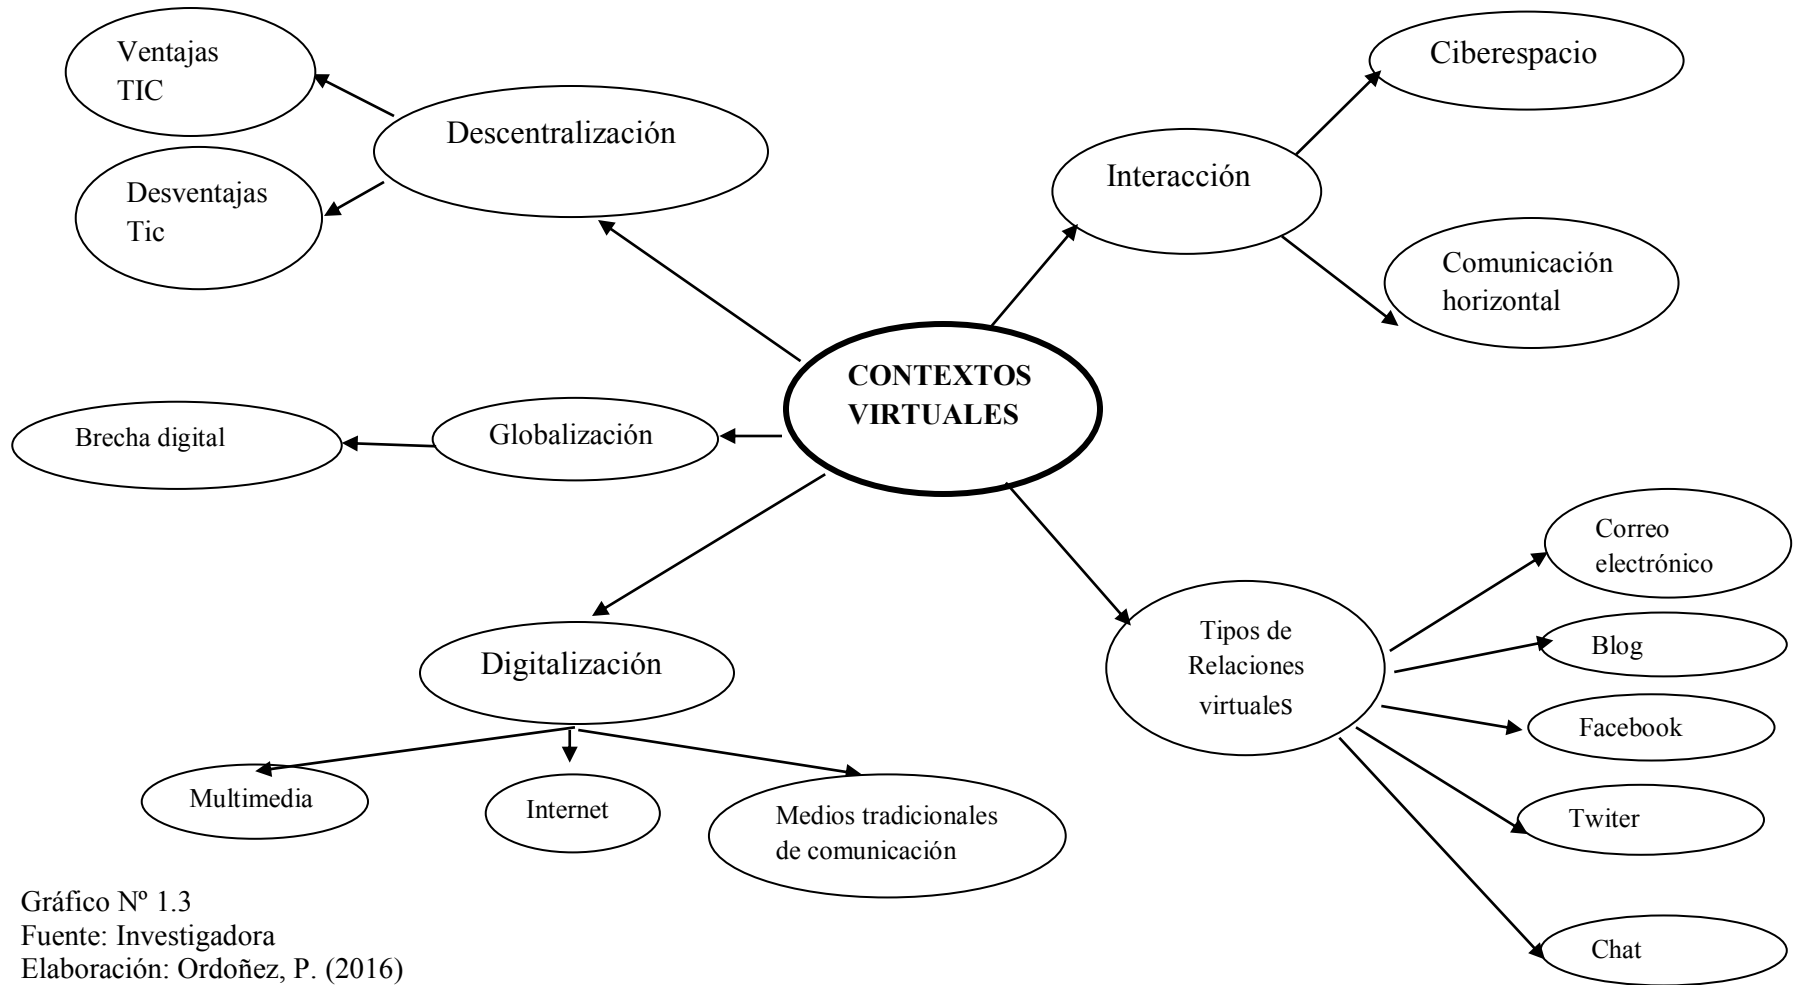 Ventajas
TIC
Descentralización
Desventajas
Tic
Ciberespacio
Interacción
Comunicación
horizontal
CONTEXTOS
VIRTUALES
Brecha digital
Globalización
Digitalización
Multimedia
Internet
Medios tradicionales
de comunicación
Tipos de
Relaciones
virtuales
Correo
electrónico
Blog
Facebook
Twiter
Chat
Gráfico Nº 1.3
Fuente: Investigadora
Elaboración: Ordoñez, P. (2016)